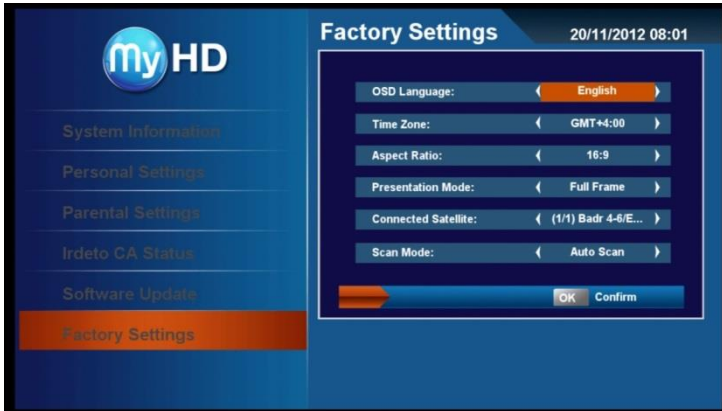 My HD
Factory Settings 20/11/2012 08:01
System Information
Personal Settings
Parental Settings
Irdeto CA Status
Software Update
Factory Settings
OSD Language: English
Time Zone: GMT+4:00
Aspect Ratio: 16:9
Presentation Mode: Full Frame
Connected Satellite: (1/1) Badr 4-6/E...
Scan Mode: Auto Scan
OK Confirm